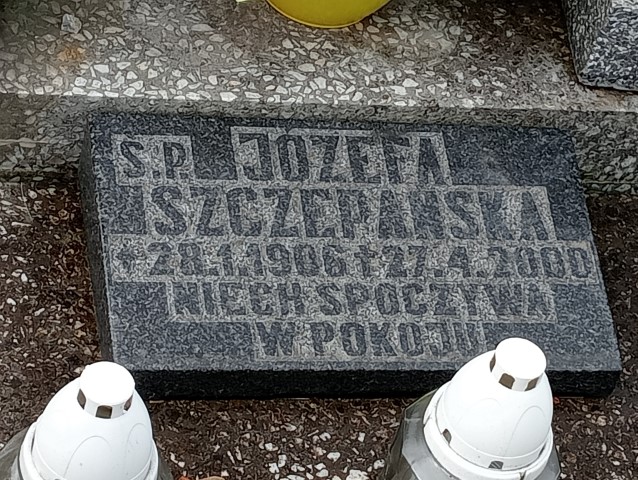 Ś.P. JÓZEFA
SZCZEPAŃSKA
* 28.1.1906 † 27.4.2000
NIECH SPOCZYWA
W POKOJU